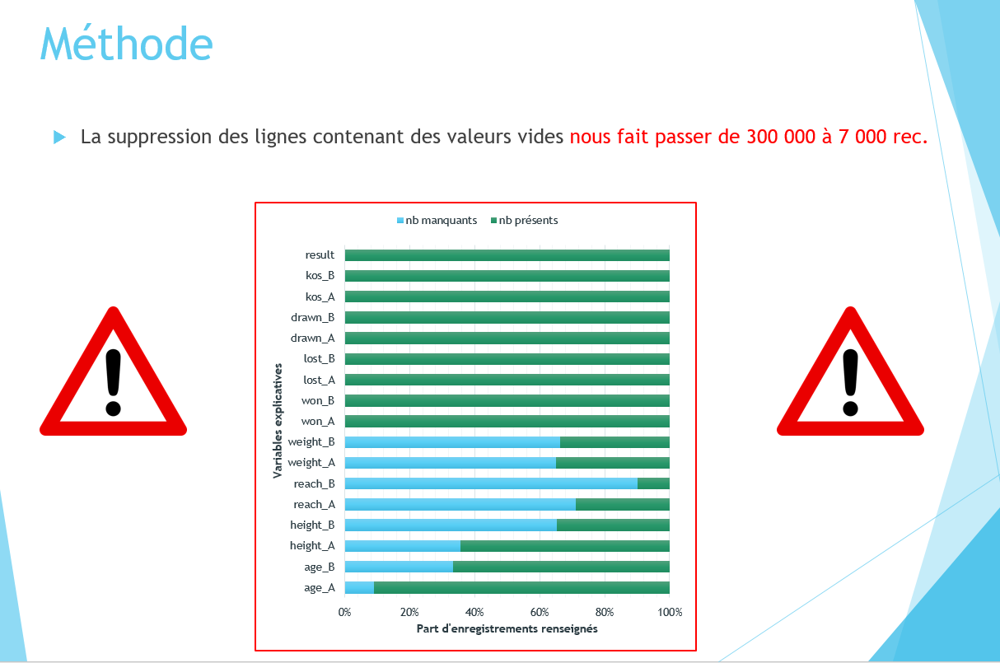 Méthode
La suppression des lignes contenant des valeurs vides nous fait passer de 300 000 à 7 000 rec.
nb manquants nb présents
result
kos_B
kos_A
drawn_B
drawn_A
lost_B
lost_A
won_B
won_A
weight_B
weight_A
reach_B
reach_A
height_B
height_A
age_B
age_A
Variables explicatives
0% 20% 40% 60% 80% 100%
Part d'enregistrements renseignés